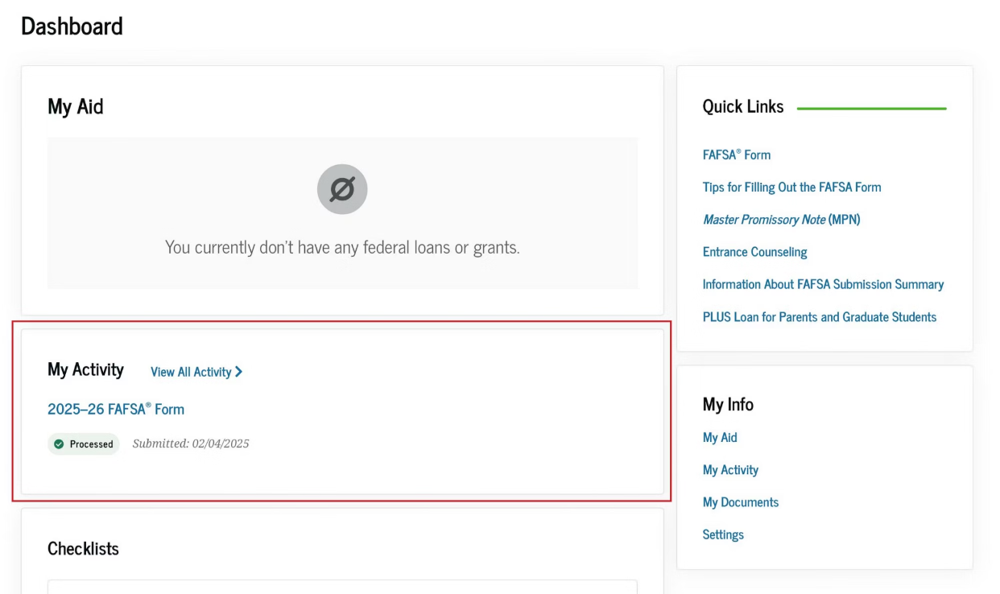 Dashboard
My Aid
You currently don't have any federal loans or grants.
My Activity View All Activity
2025–26 FAFSA® Form
Processed Submitted: 02/04/2025
Checklists
Quick Links
FAFSA® Form
Tips for Filling Out the FAFSA Form
Master Promissory Note (MPN)
Entrance Counseling
Information About FAFSA Submission Summary
PLUS Loan for Parents and Graduate Students
My Info
My Aid
My Activity
My Documents
Settings